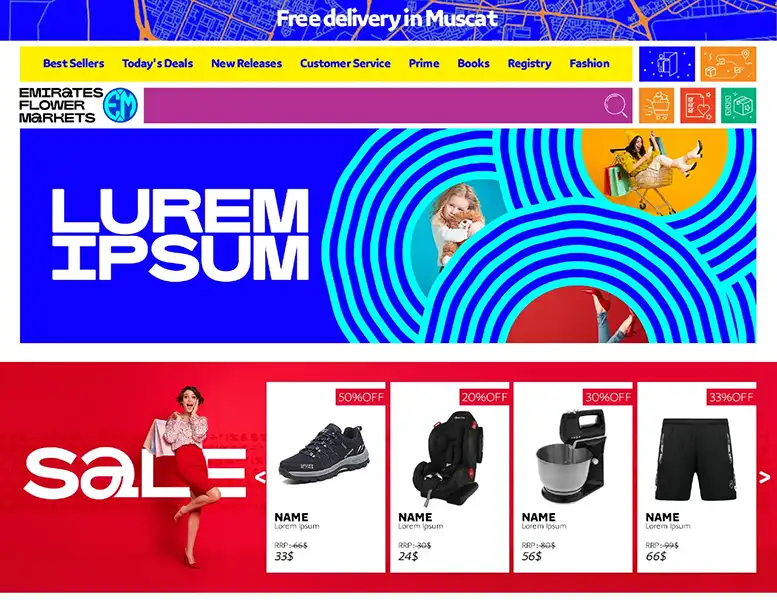 Free delivery in Muscat
Best Sellers Today's Deals New Releases Customer Service Prime Books Registry Fashion
EMIRATES
FLOWER
MARKETS
EM
LUREM
IPSUM
SALE
<
50%OFF
NAME
Lorem Ipsum
RRP: 66$
33$
20%OFF
NAME
Lorem Ipsum
RRP: 30$
24$
30%OFF
NAME
Lorem Ipsum
RRP: 80$
56$
33%OFF
NAME
Lorem Ipsum
RRP: 99$
66$
>